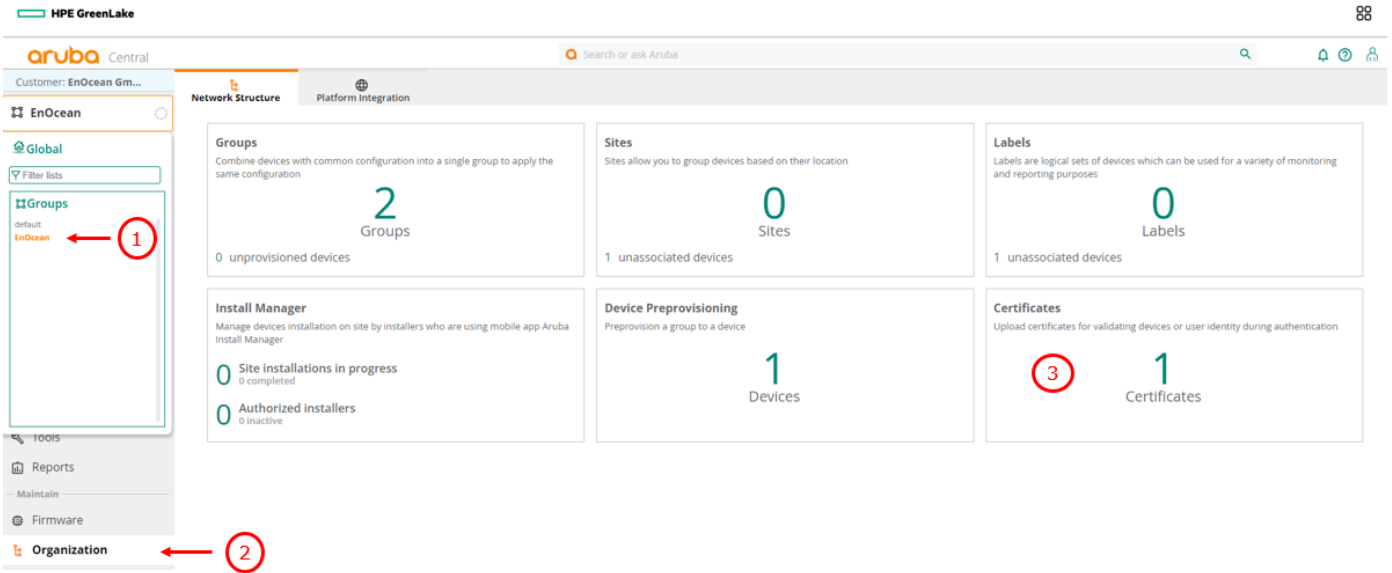 HPE GreenLake
aruba Central
Search or ask Aruba
Customer: EnOcean Gm...
EnOcean
Global
Filter lists
Groups
default
EnOcean
1
Tools
Reports
Maintain
Firmware
Organization
2
Network Structure
Platform Integration
Groups
Combine devices with common configuration into a single group to apply the
same configuration
2
Groups
0 unprovisioned devices
Sites
Sites allow you to group devices based on their location
0
Sites
1 unassociated devices
Labels
Labels are logical sets of devices which can be used for a variety of monitoring
and reporting purposes
0
Labels
1 unassociated devices
Install Manager
Manage devices installation on site by installers who are using mobile app Aruba
Install Manager
0 Site installations in progress
0 completed
0 Authorized installers
0 inactive
Device Preprovisioning
Preprovision a group to a device
1
Devices
Certificates
Upload certificates for validating devices or user identity during authentication
3
1
Certificates